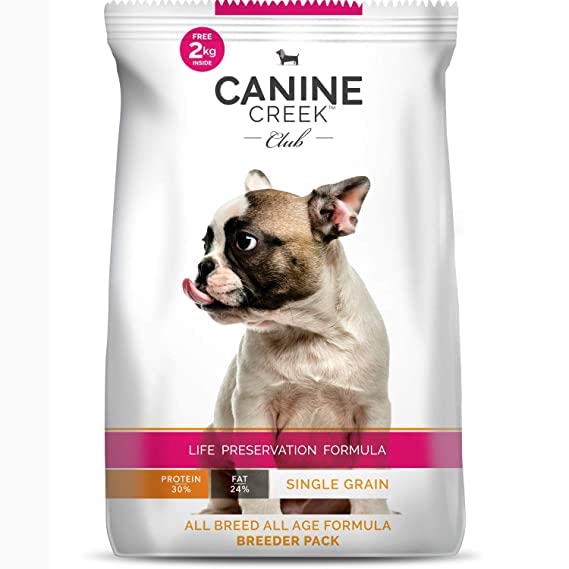 FREE
2kg
INSIDE
CANINE
CREEK™
Club
LIFE PRESERVATION FORMULA
PROTEIN
30%
FAT
24%
SINGLE GRAIN
ALL BREED ALL AGE FORMULA
BREEDER PACK